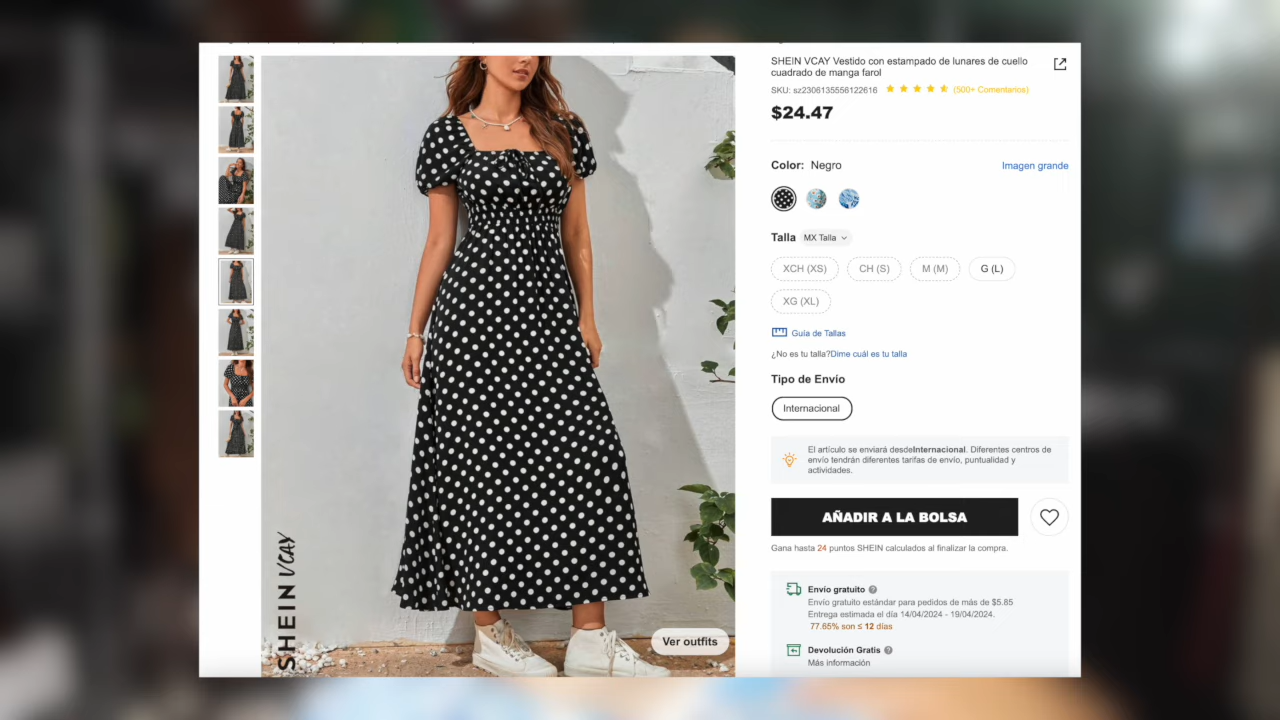 SHEIN VCAY Vestido con estampado de lunares de cuello
cuadrado de manga farol
SKU: sz2306135556122616 (500+ Comentarios)
$24.47
Color: Negro Imagen grande
Talla MX Talla
XCH (XS) CH (S) M (M) G (L)
XG (XL)
Guía de Tallas
¿No es tu talla?Dime cuál es tu talla
Tipo de Envío
Internacional
El artículo se enviará desdeInternacional. Diferentes centros de
envío tendrán diferentes tarifas de envío, puntualidad y
actividades.
AÑADIR A LA BOLSA
Gana hasta 24 puntos SHEIN calculados al finalizar la compra.
Envío gratuito
Envío gratuito estándar para pedidos de más de $5.85
Entrega estimada el día 14/04/2024 - 19/04/2024.
77.65% son ≤ 12 días
Devolución Gratis
Más información
SHEIN VCAY
Ver outfits